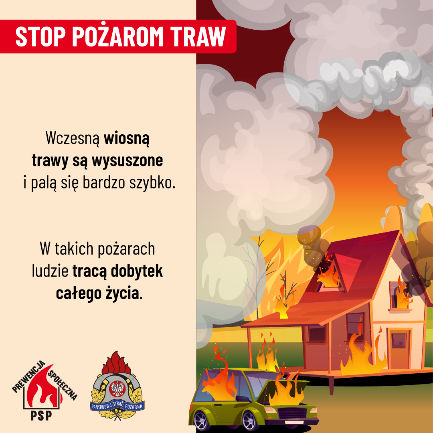 STOP POŻAROM TRAW
Wczesną wiosną
trawy są wysuszone
i palą się bardzo szybko.
W takich pożarach
ludzie tracą dobytek
całego życia.
PREWENCJA SPOŁECZNA
PSP